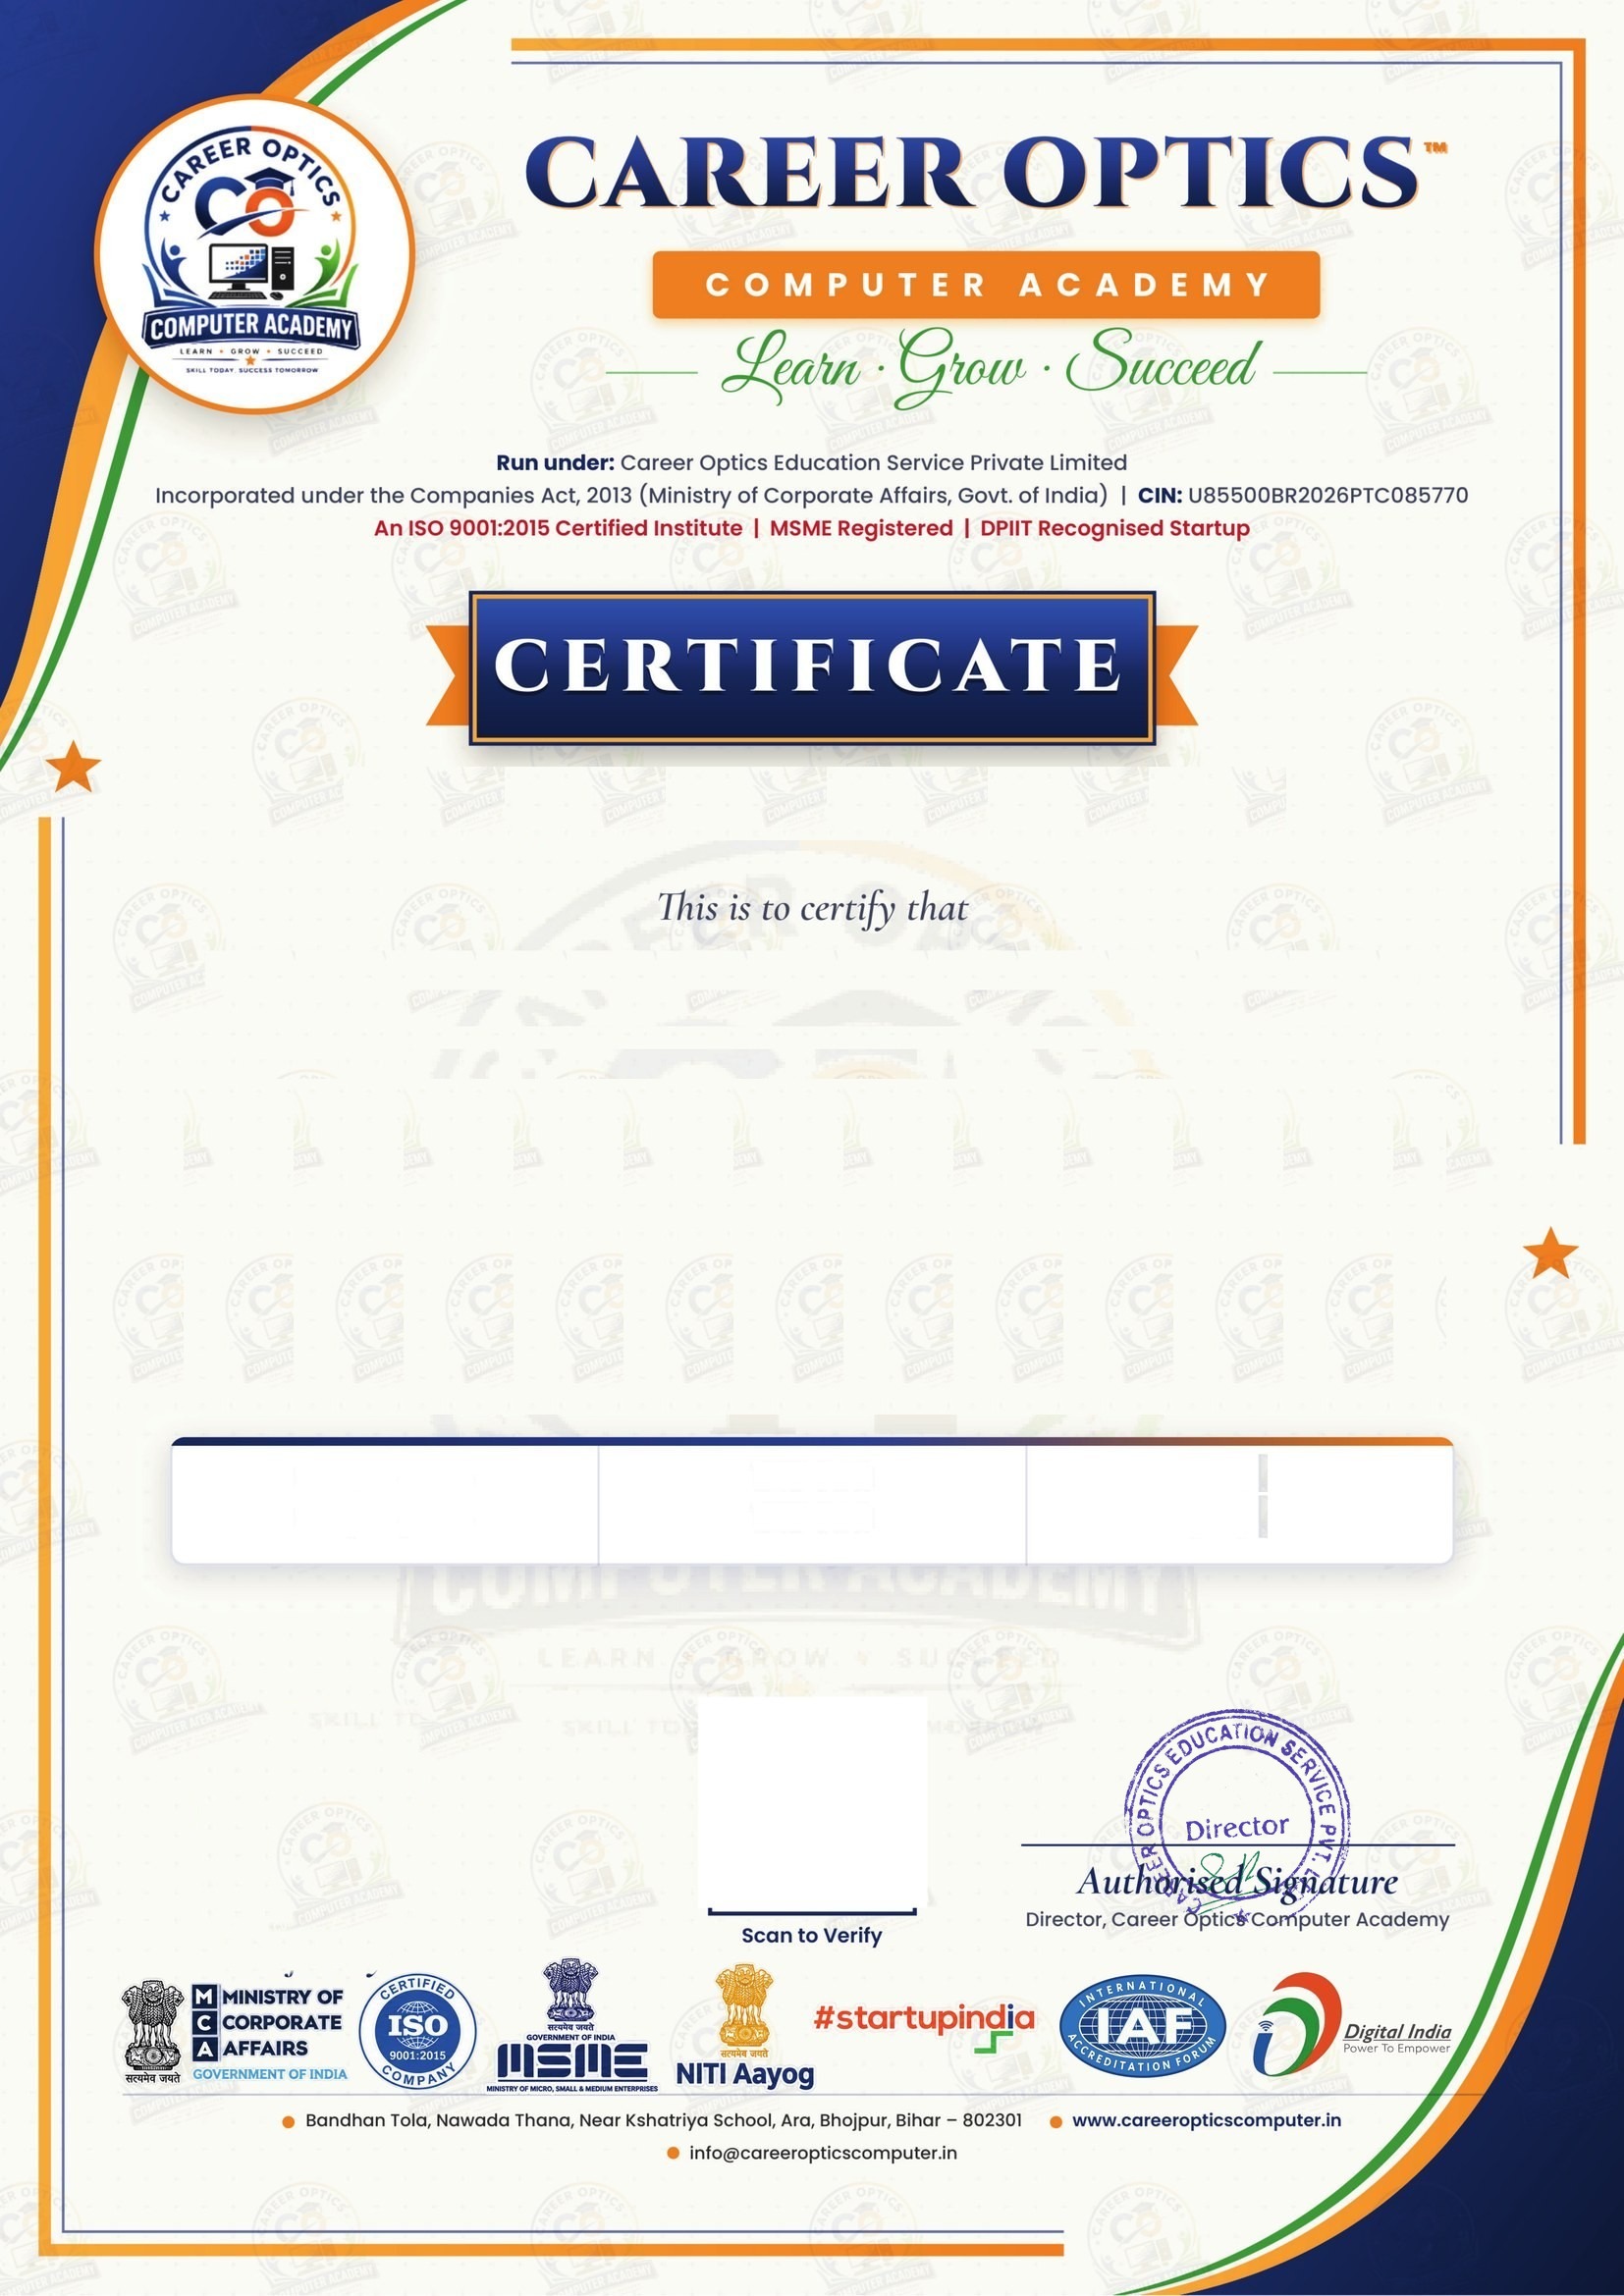 CAREER OPTICS
CO
COMPUTER ACADEMY
LEARN • GROW • SUCCEED
SKILL TODAY, SUCCESS TOMORROW
CAREER OPTICS™
COMPUTER ACADEMY
Learn · Grow · Succeed
Run under: Career Optics Education Service Private Limited
Incorporated under the Companies Act, 2013 (Ministry of Corporate Affairs, Govt. of India) | CIN: U85500BR2026PTC085770
An ISO 9001:2015 Certified Institute | MSME Registered | DPIIT Recognised Startup
CERTIFICATE
This is to certify that
COMPUTER ACADEMY
LEARN GROW SUCCEED
CAREER OPTICS EDUCATION SERVICE PVT.
Director
Authorised Signature
Director, Career Optics Computer Academy
Scan to Verify
सत्यमेव जयते
MCA
MINISTRY OF
CORPORATE
AFFAIRS
GOVERNMENT OF INDIA
CERTIFIED
ISO
9001:2015
COMPANY
सत्यमेव जयते
GOVERNMENT OF INDIA
MSME
MINISTRY OF MICRO, SMALL & MEDIUM ENTERPRISES
सत्यमेव जयते
NITI Aayog
#startupindia
INTERNATIONAL
IAF
ACCREDITATION FORUM
Digital India
Power To Empower
Bandhan Tola, Nawada Thana, Near Kshatriya School, Ara, Bhojpur, Bihar – 802301 www.careeropticscomputer.in
info@careeropticscomputer.in